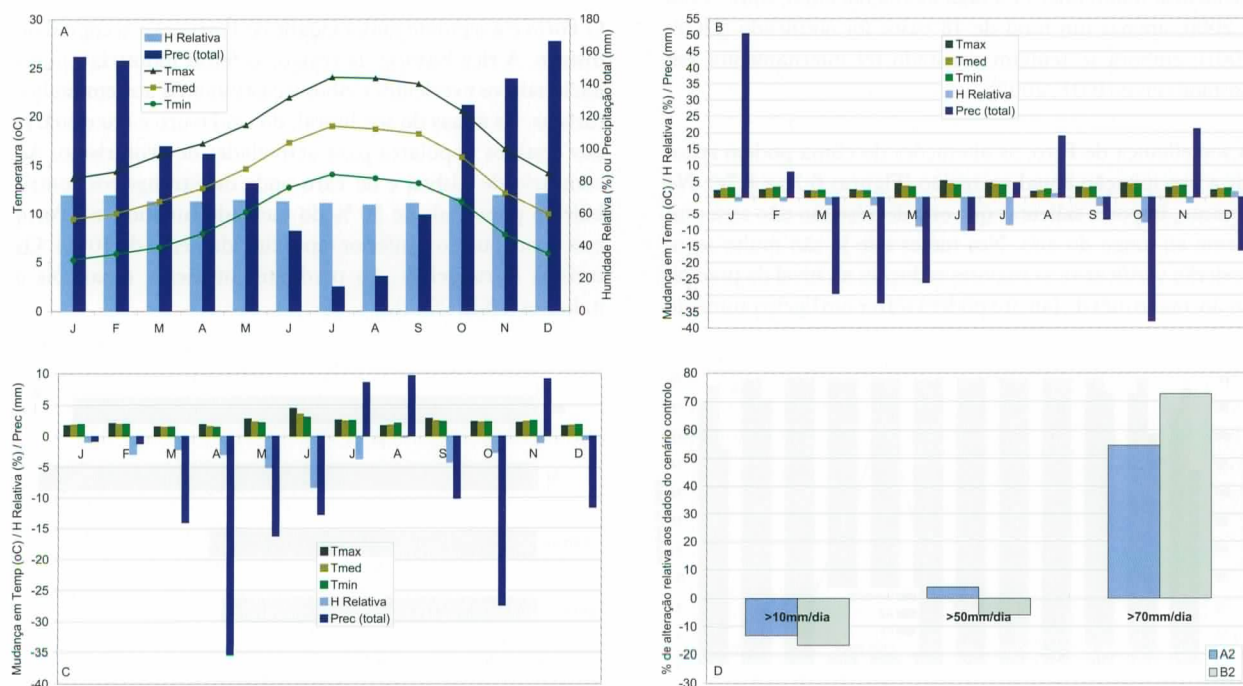 A
Temperatura (oC)
30
25
20
15
10
5
0
H Relativa
Prec (total)
Tmax
Tmed
Tmin
180
160
140
120
100
80
60
40
20
0
Humidade Relativa (%) ou Precipitação total (mm)
J F M A M J J A S O N D
B
Mudança em Temp (oC) / H Relativa (%) / Prec (mm)
55
50
45
40
35
30
25
20
15
10
5
0
-5
-10
-15
-20
-25
-30
-35
-40
Tmax
Tmed
Tmin
H Relativa
Prec (total)
J F M A M J J A S O N D
C
Mudança em Temp (oC) / H Relativa (%) / Prec (mm)
10
5
0
-5
-10
-15
-20
-25
-30
-35
-40
J F M A M J J A S O N D
Tmax
Tmed
Tmin
H Relativa
Prec (total)
D
% de alteração relativa aos dados do cenário controlo
80
70
60
50
40
30
20
10
0
-10
-20
-30
>10mm/dia >50mm/dia >70mm/dia
A2
B2